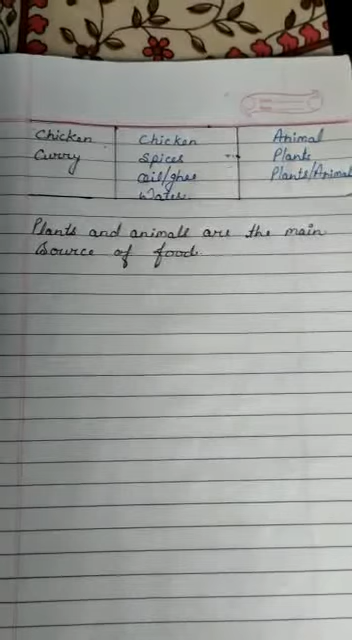 Chicken Chicken Animal
Curry Spices Plants
oil/ghee Plants/Animal
Water
Plants and animals are the main
source of food.